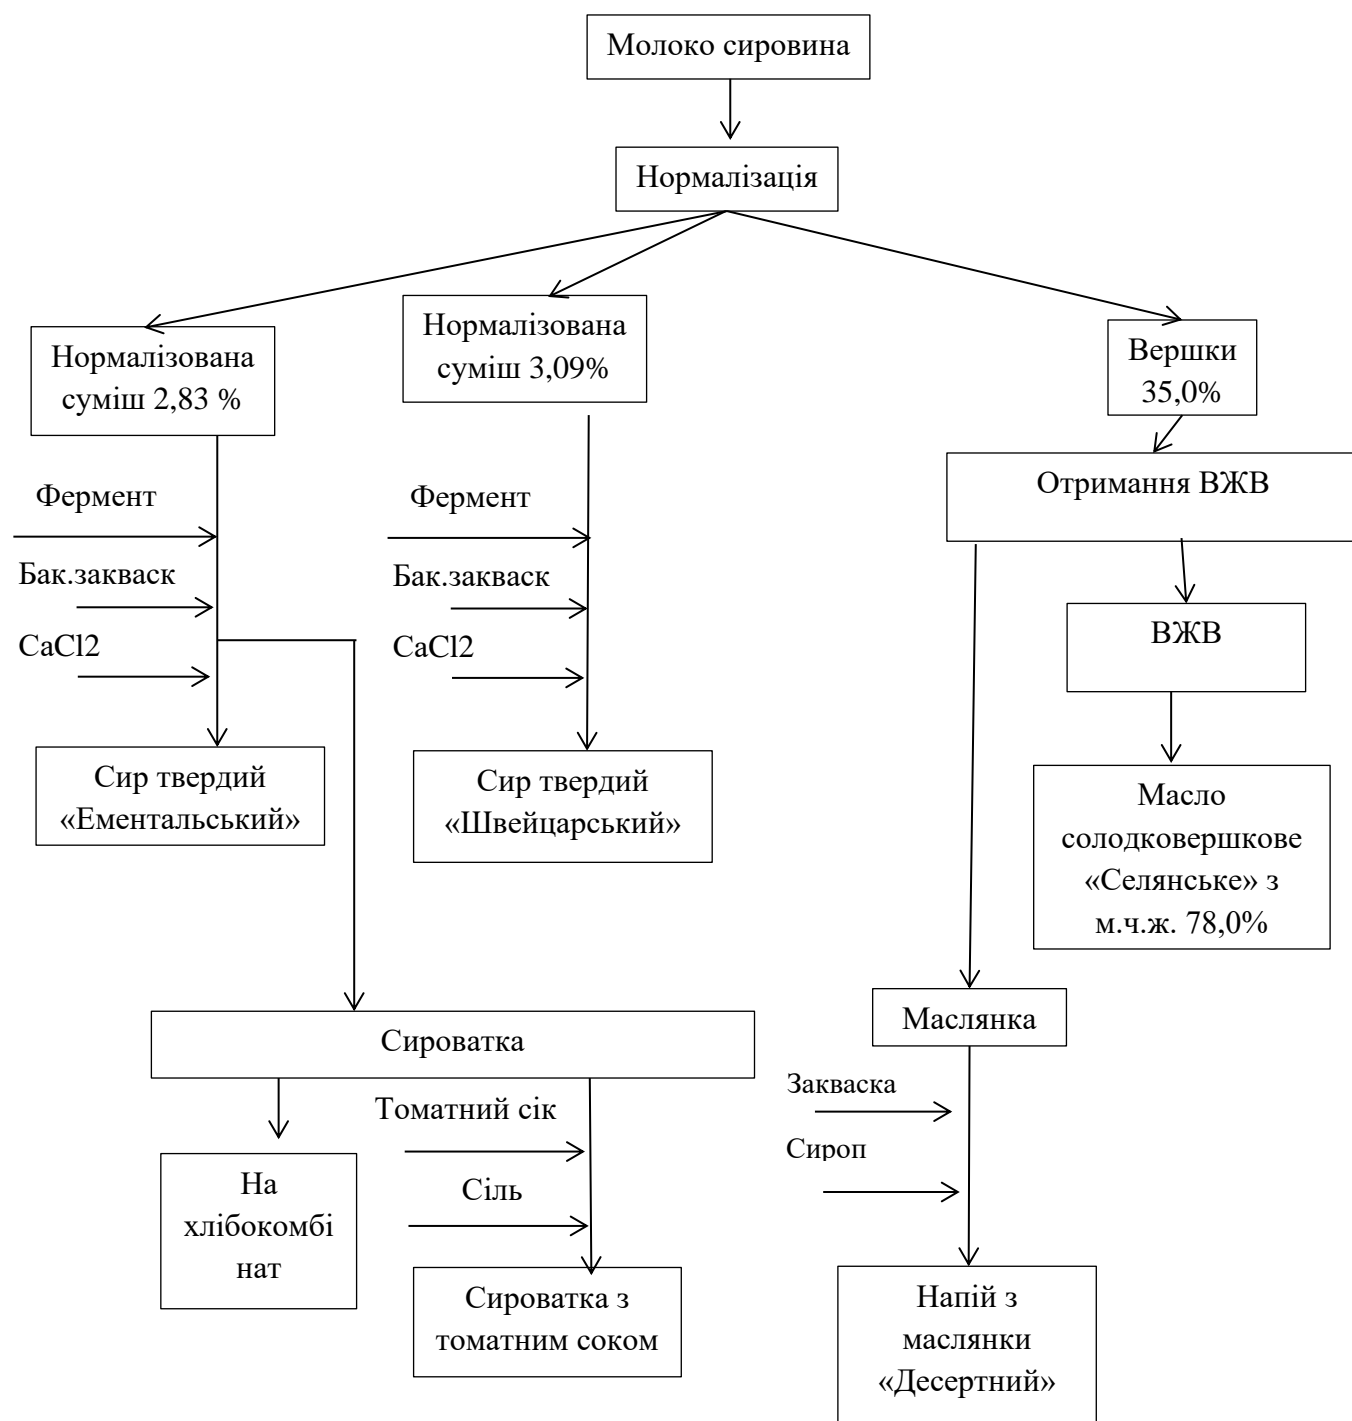 Молоко сировина
Нормалізація
Нормалізована
суміш 2,83 %
Нормалізована
суміш 3,09%
Вершки
35,0%
Отримання ВЖВ
Фермент
Бак.закваск
CaCl2
Фермент
Бак.закваск
CaCl2
ВЖВ
Сир твердий
«Ементальський»
Сир твердий
«Швейцарський»
Масло
солодковершкове
«Селянське» з
м.ч.ж. 78,0%
Сироватка
Маслянка
Томатний сік
Сіль
Закваска
Сироп
На
хлібокомбі
нат
Сироватка з
томатним соком
Напій з
маслянки
«Десертний»